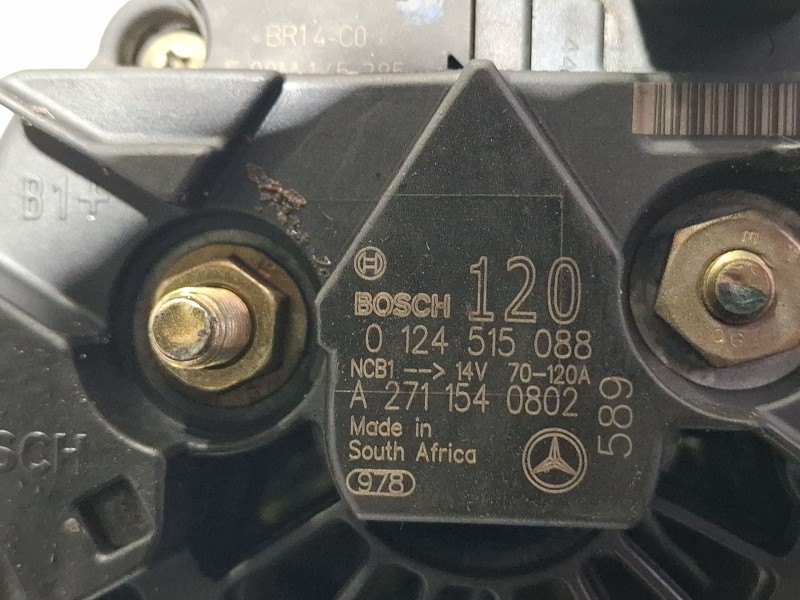 BR14-C0
B1+
BOSCH 120
0 124 515 088
NCB1 --> 14V 70-120A
A 271 154 0802
Made in
South Africa
978
589